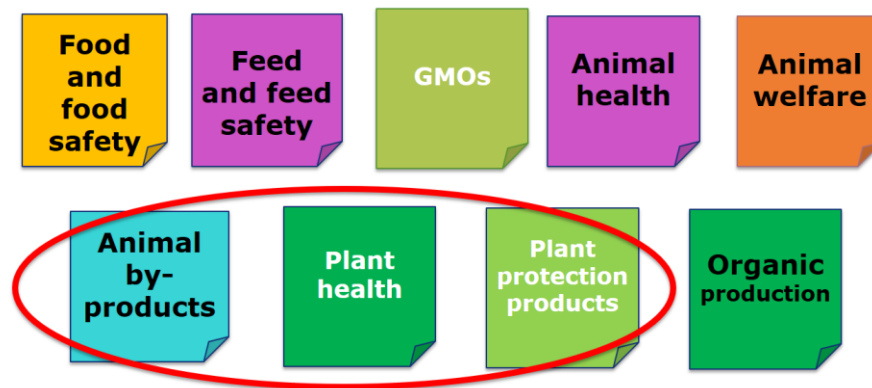 Food
and
food
safety
Feed
and feed
safety
GMOs
Animal
health
Animal
welfare
Animal
by-
products
Plant
health
Plant
protection
products
Organic
production